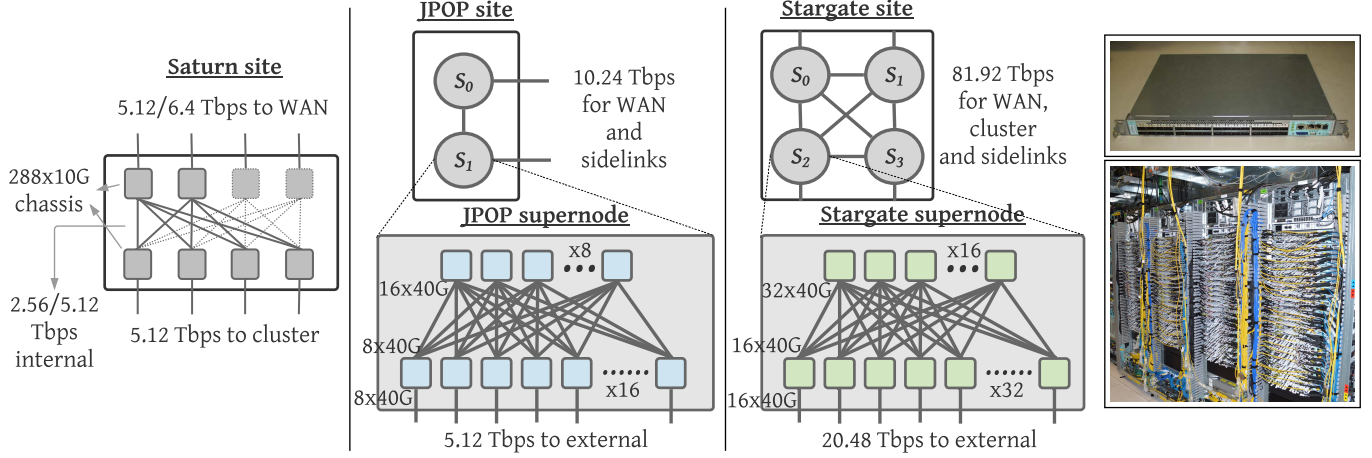 Saturn site
5.12/6.4 Tbps to WAN
288x10G
chassis
2.56/5.12
Tbps
internal
5.12 Tbps to cluster
JPOP site
S0
S1
10.24 Tbps
for WAN
and
sidelinks
JPOP supernode
x8
16x40G
8x40G
x16
8x40G
5.12 Tbps to external
Stargate site
S0
S1
S2
S3
81.92 Tbps
for WAN,
cluster
and sidelinks
Stargate supernode
x16
32x40G
16x40G
x32
16x40G
20.48 Tbps to external